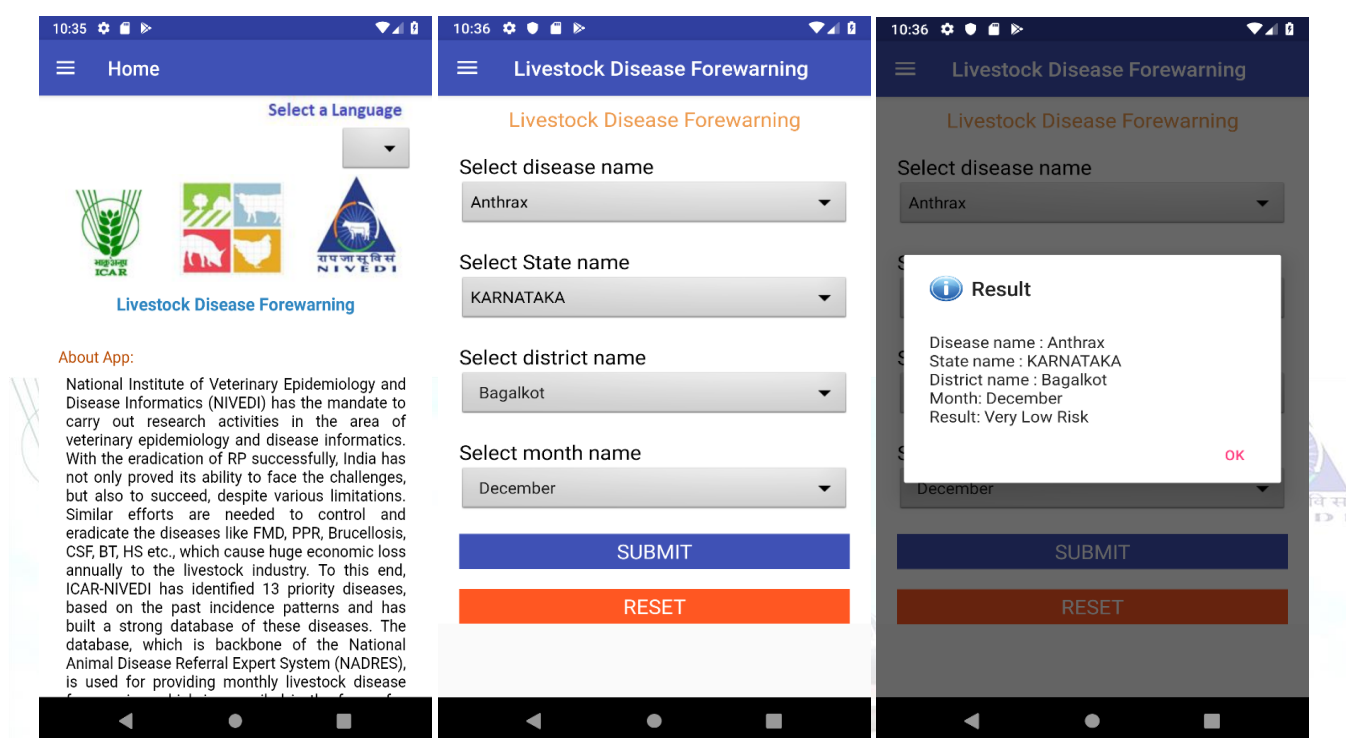 10:35
Home
Select a Language
भाकृअनुप
ICAR
रा प जा सू वि सं
NIVEDI
Livestock Disease Forewarning
About App:
National Institute of Veterinary Epidemiology and
Disease Informatics (NIVEDI) has the mandate to
carry out research activities in the area of
veterinary epidemiology and disease informatics.
With the eradication of RP successfully, India has
not only proved its ability to face the challenges,
but also to succeed, despite various limitations.
Similar efforts are needed to control and
eradicate the diseases like FMD, PPR, Brucellosis,
CSF, BT, HS etc., which cause huge economic loss
annually to the livestock industry. To this end,
ICAR-NIVEDI has identified 13 priority diseases,
based on the past incidence patterns and has
built a strong database of these diseases. The
database, which is backbone of the National
Animal Disease Referral Expert System (NADRES),
is used for providing monthly livestock disease
10:36
Livestock Disease Forewarning
Livestock Disease Forewarning
Select disease name
Anthrax
Select State name
KARNATAKA
Select district name
Bagalkot
Select month name
December
SUBMIT
RESET
10:36
Livestock Disease Forewarning
Livestock Disease Forewarning
Select disease name
Anthrax
Result
Disease name : Anthrax
State name : KARNATAKA
District name : Bagalkot
Month: December
Result: Very Low Risk
OK
December
SUBMIT
RESET